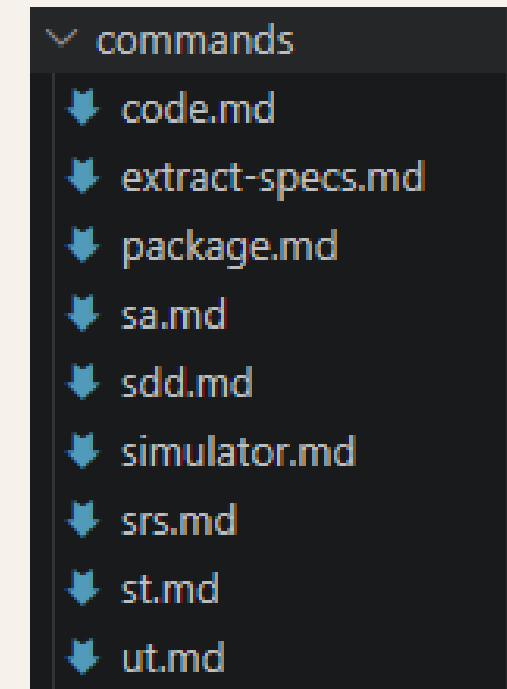 commands
code.md
extract-specs.md
package.md
sa.md
sdd.md
simulator.md
srs.md
st.md
ut.md